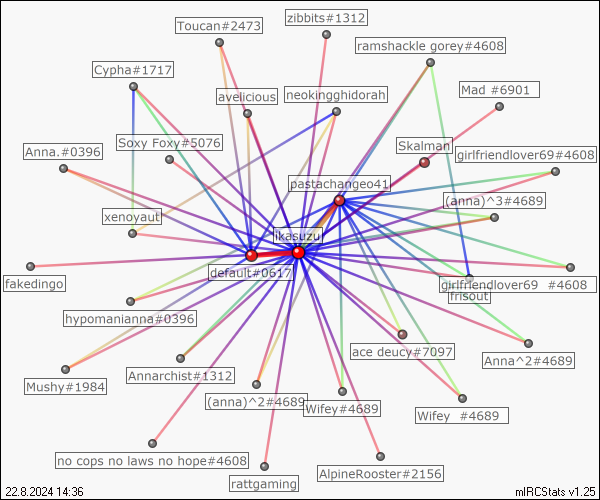 zibbits#1312
Toucan#2473
ramshackle gorey#4608
Cypha#1717
Mad #6901
avelicious
neokingghidorah
Soxy Foxy#5076
Skalman
Anna.#0396
girlfriendlover69#4608
pastachangeo41
(anna)^3#4689
xenoyaut
ikasuzu
default#0617
fakedingo
girlfriendlover69 #4608
frisout
hypomanianna#0396
ace deucy#7097
Anna^2#4689
Mushy#1984
Annarchist#1312
(anna)^2#4689
Wifey#4689
Wifey #4689
no cops no laws no hope#4608
AlpineRooster#2156
rattgaming
22.8.2024 14:36
mIRCStats v1.25